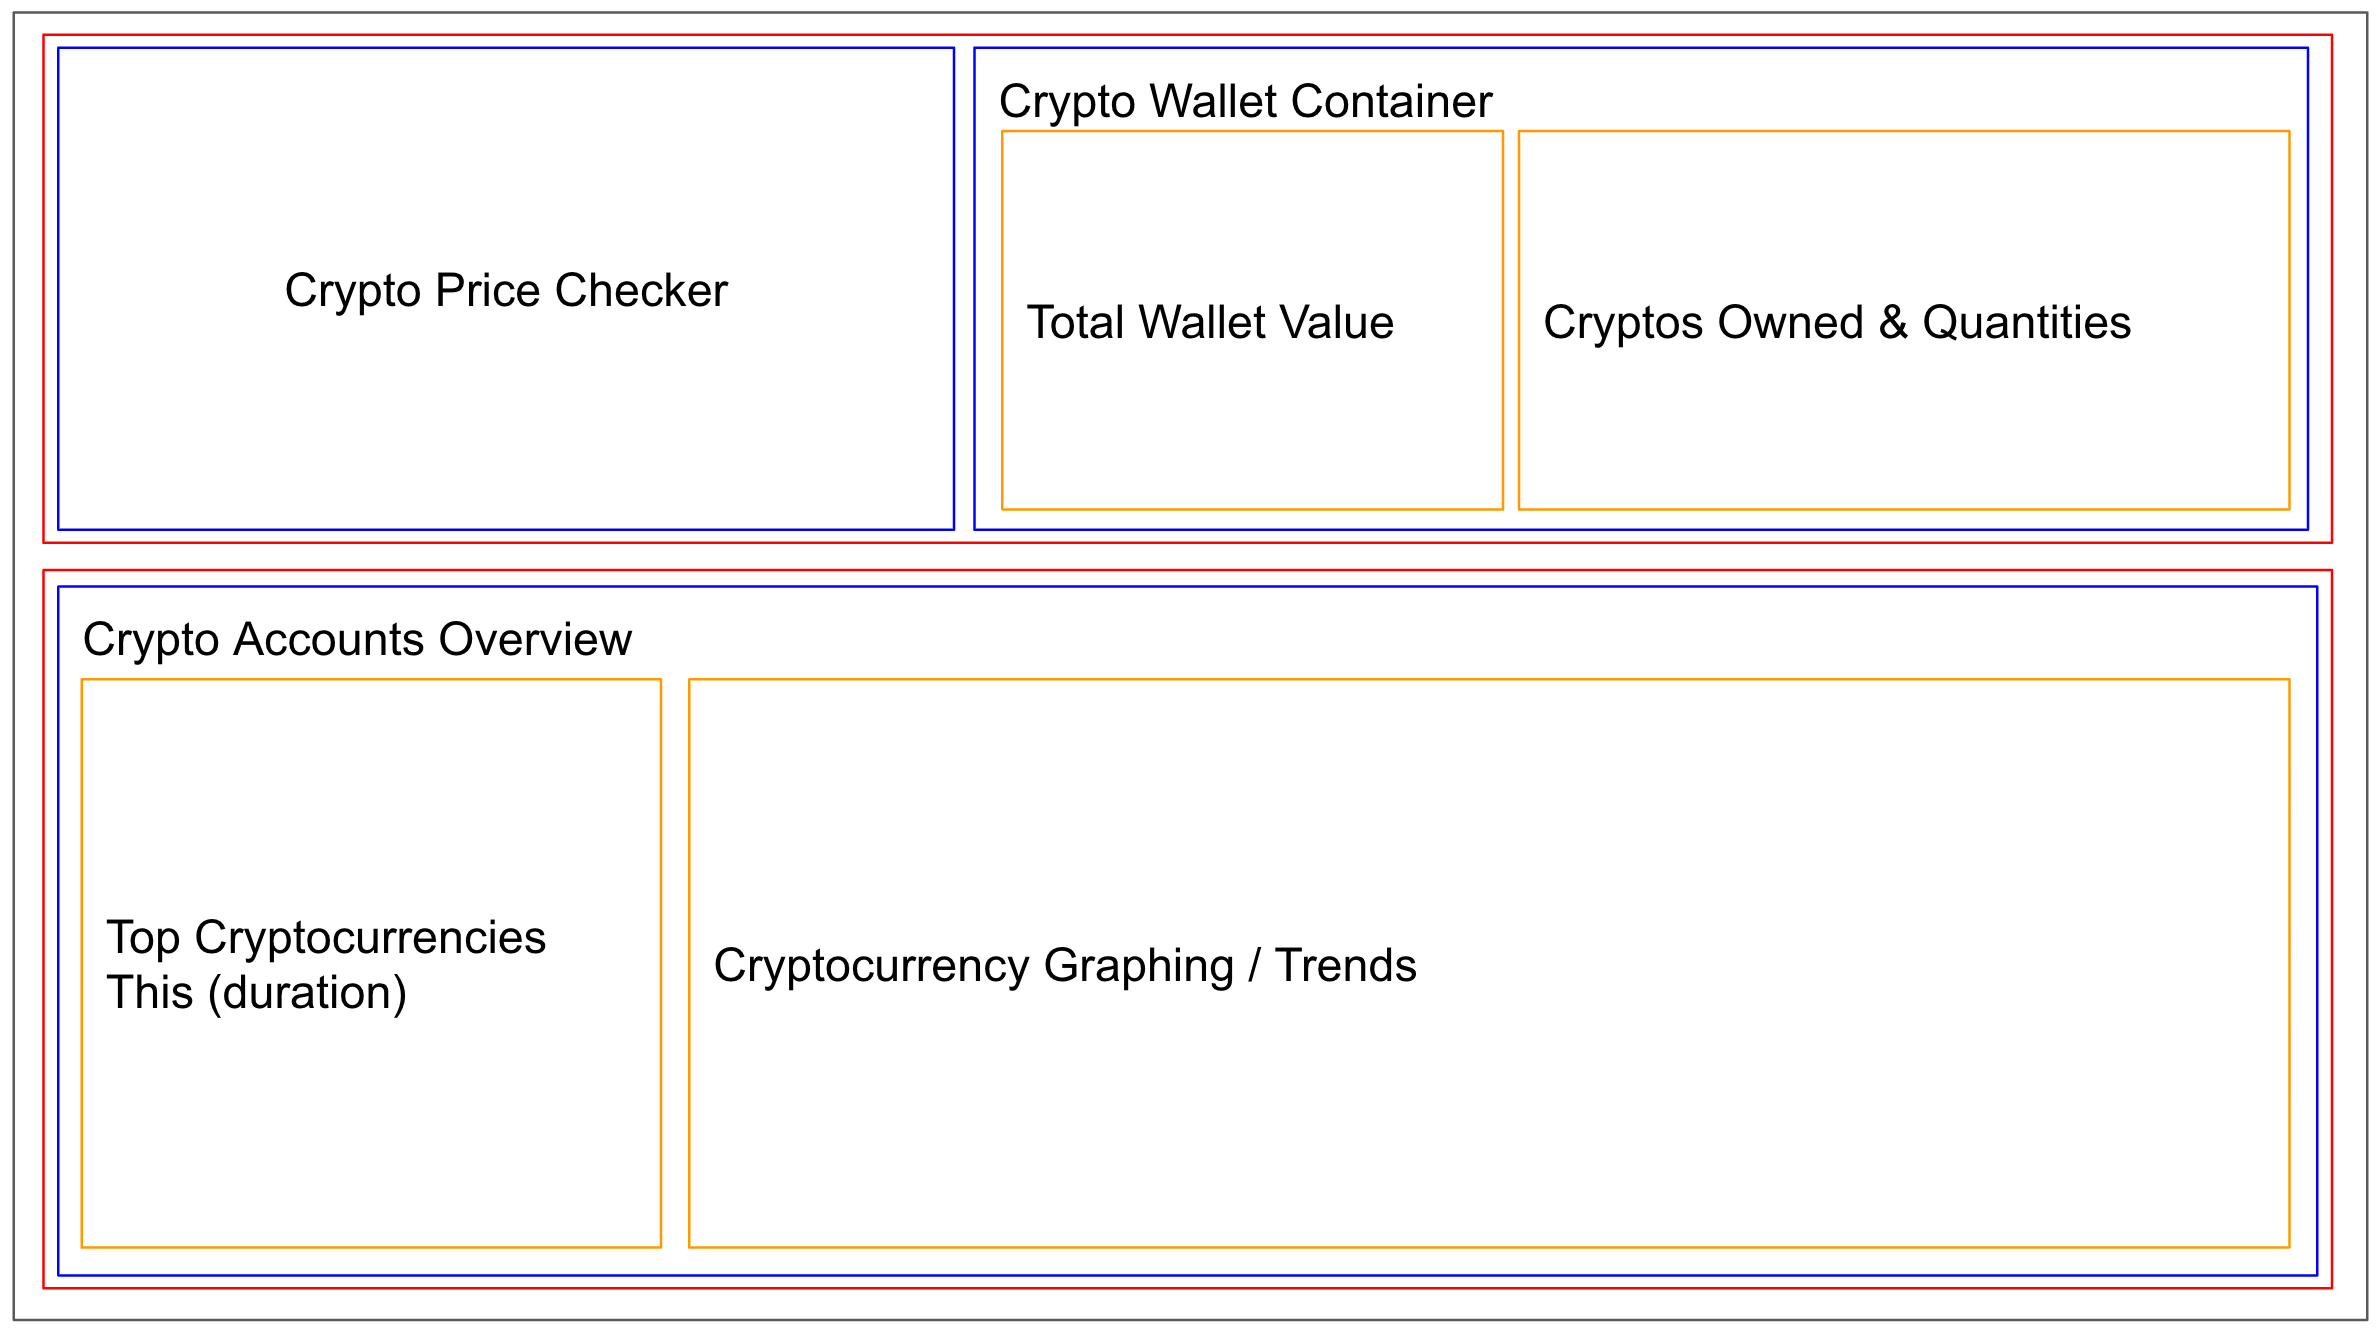 Crypto Wallet Container
Crypto Price Checker
Total Wallet Value
Cryptos Owned & Quantities
Crypto Accounts Overview
Top Cryptocurrencies
This (duration)
Cryptocurrency Graphing / Trends